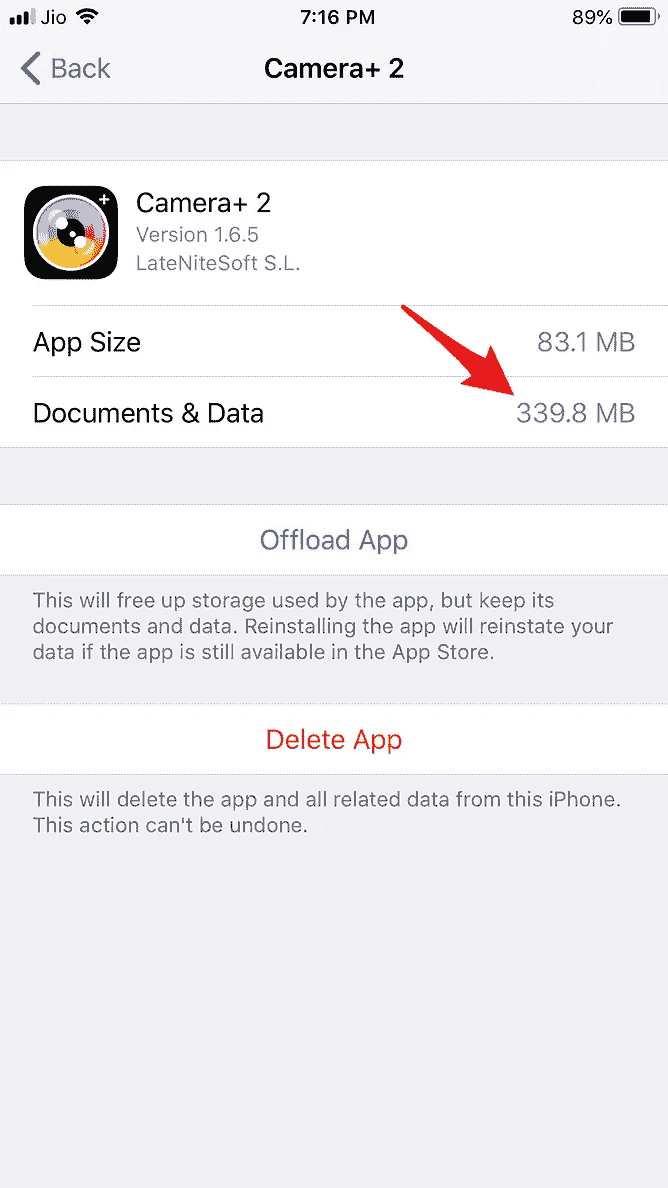 Jio 7:16 PM 89%
Back Camera+ 2
Camera+ 2
Version 1.6.5
LateNiteSoft S.L.
App Size 83.1 MB
Documents & Data 339.8 MB
Offload App
This will free up storage used by the app, but keep its
documents and data. Reinstalling the app will reinstate your
data if the app is still available in the App Store.
Delete App
This will delete the app and all related data from this iPhone.
This action can't be undone.